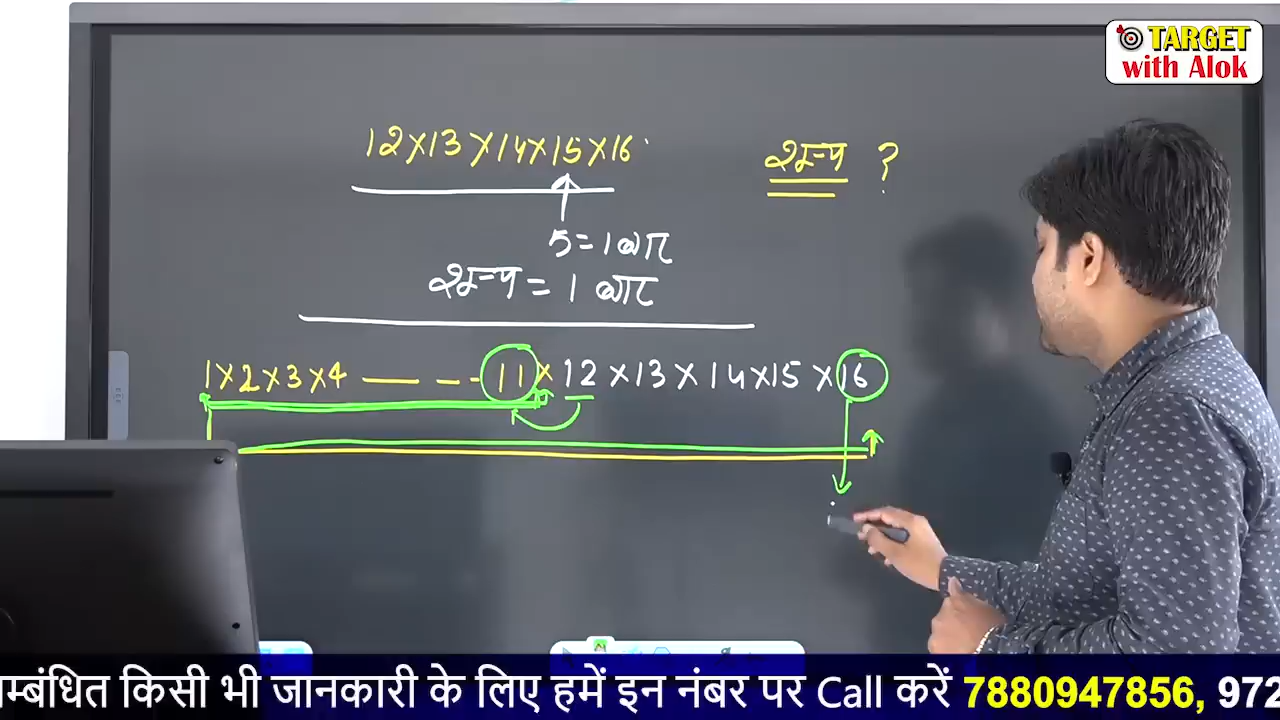 TARGET
with Alok
12×13×14×15×16
शून्य ?
5=1बार
शून्य = 1 बार
1×2×3×4 — — - - 11 × 12 ×13× 14×15 ×16
म्बंधित किसी भी जानकारी के लिए हमें इन नंबर पर Call करें 7880947856, 972